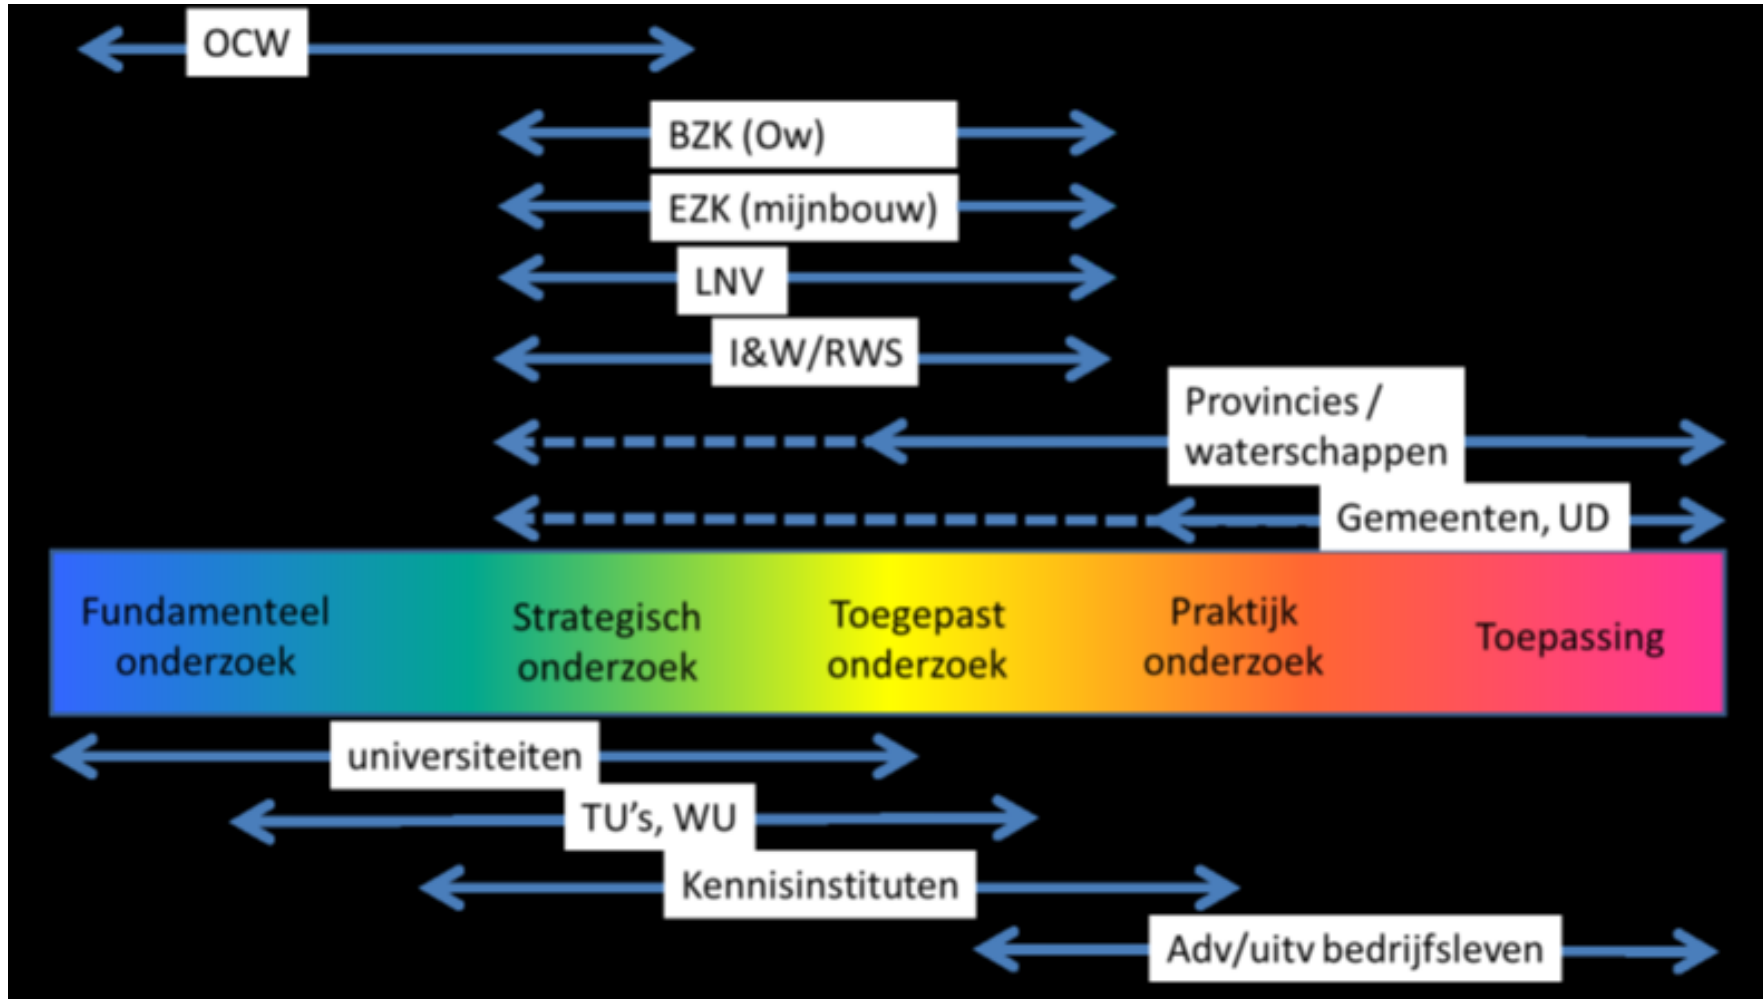 OCW
BZK (Ow)
EZK (mijnbouw)
LNV
I&W/RWS
Provincies /
waterschappen
Gemeenten, UD
Fundamenteel
onderzoek
Strategisch
onderzoek
Toegepast
onderzoek
Praktijk
onderzoek
Toepassing
universiteiten
TU's, WU
Kennisinstituten
Adv/uitv bedrijfsleven